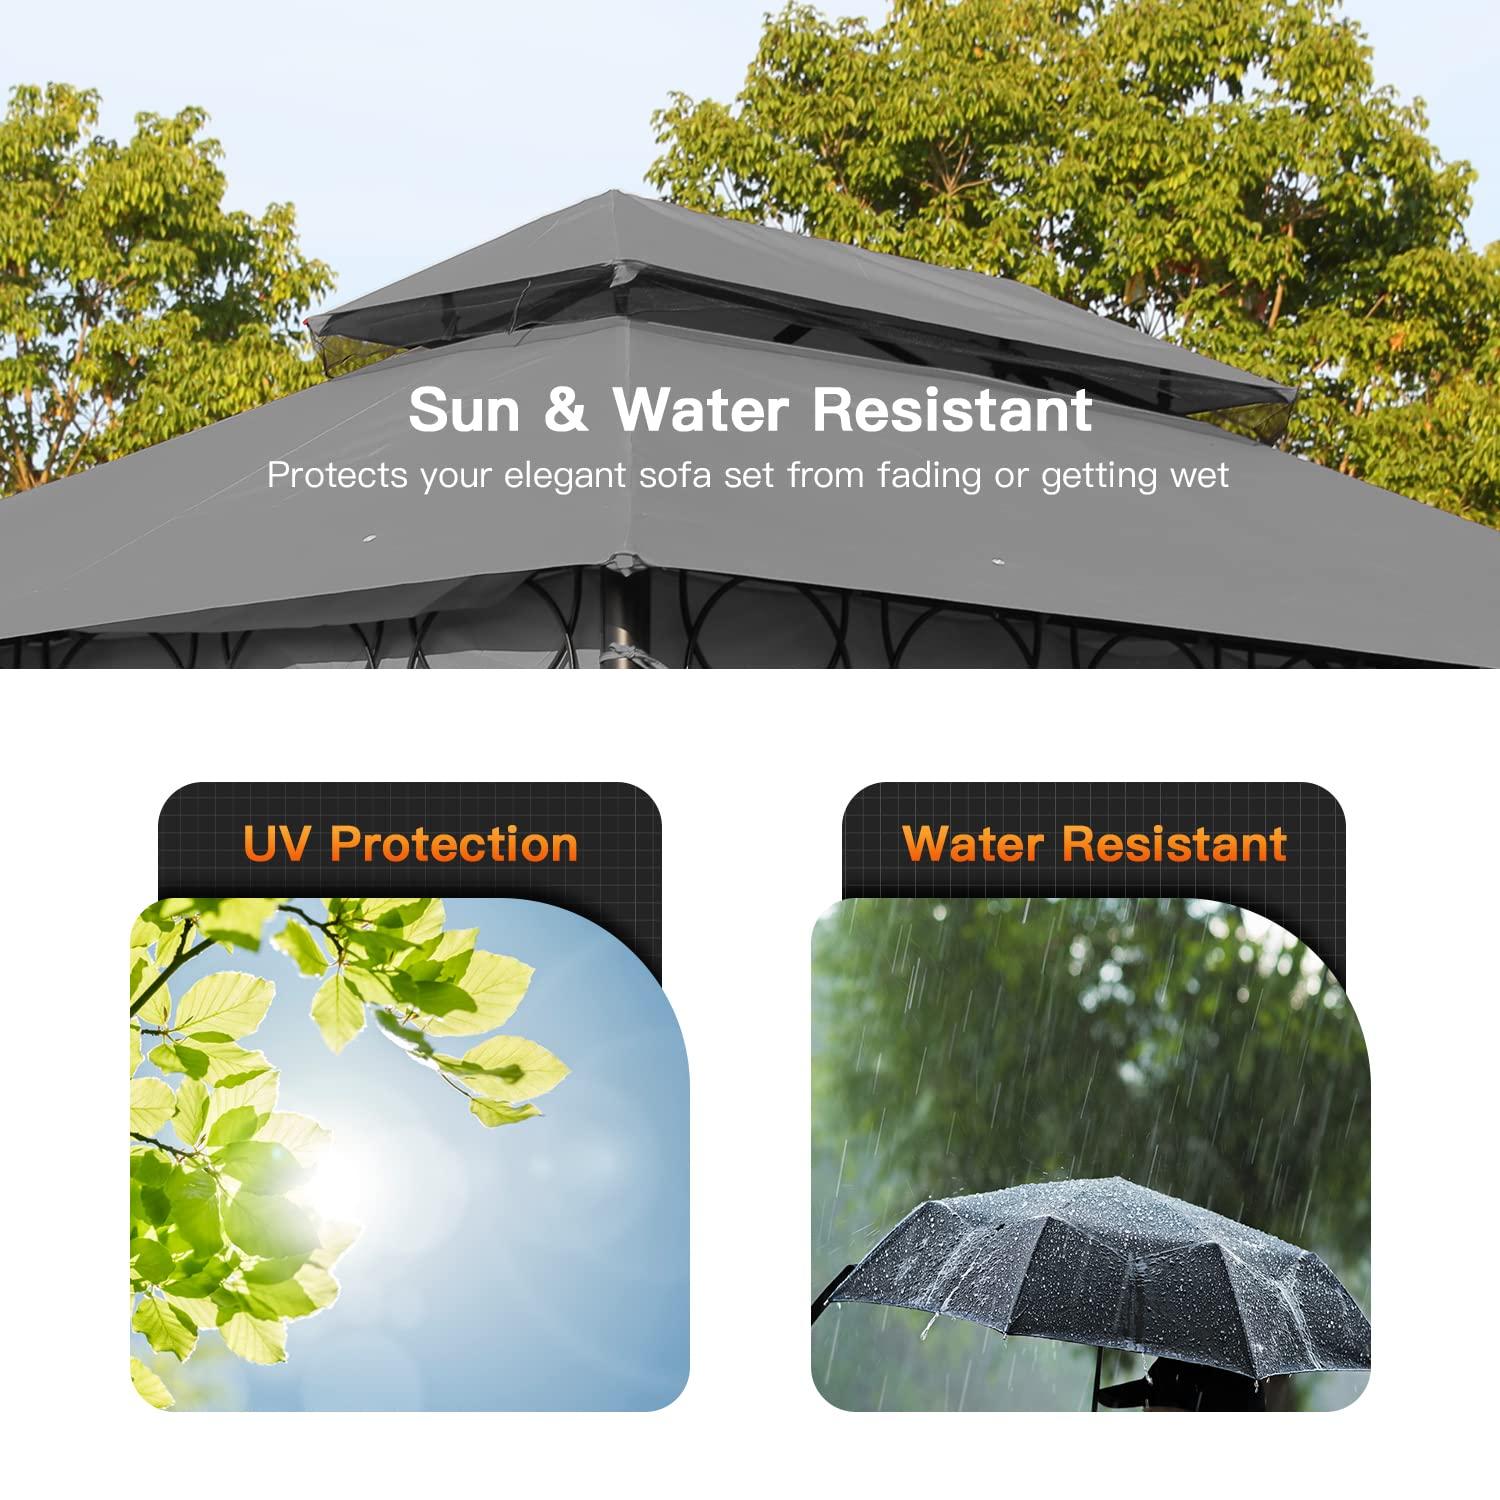 Sun & Water Resistant
Protects your elegant sofa set from fading or getting wet
UV Protection
Water Resistant